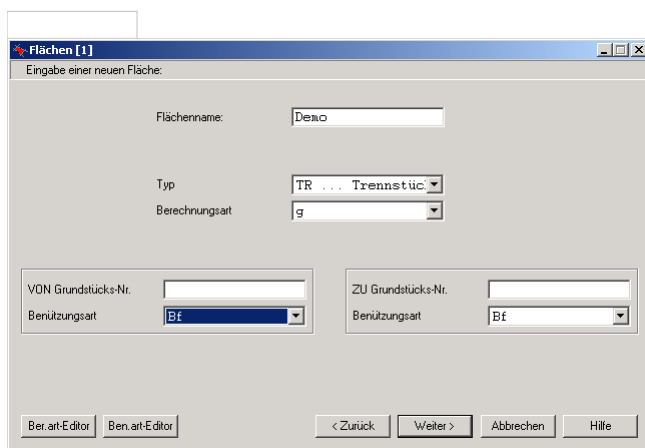 Flächen [1]
Eingabe einer neuen Fläche:
Flächenname: Demo
Typ TR ... Trennstüc
Berechnungsart g
VON Grundstücks-Nr. ZU Grundstücks-Nr.
Benützungsart Bf Benützungsart Bf
Ber.art-Editor Ben.art-Editor < Zurück Weiter > Abbrechen Hilfe